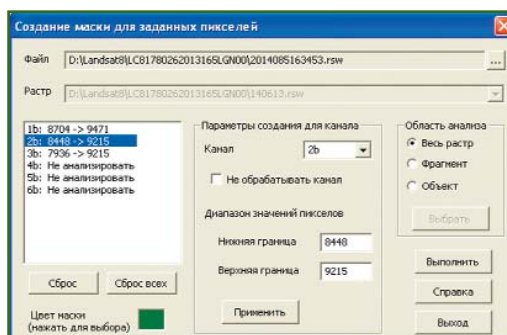 Создание маски для заданных пикселей
Файл D:\Landsat8\LC81780262013165LGN00\2014085163453.rsw ...
Растр D:\Landsat8\LC81780262013165LGN00\140613.rsw
1b: 8704 -> 9471
2b: 8448 -> 9215
3b: 7936 -> 9215
4b: Не анализировать
5b: Не анализировать
6b: Не анализировать
Сброс Сброс всех
Цвет маски
(нажать для выбора)
Параметры создания для канала
Канал 2b
Не обрабатывать канал
Диапазон значений пикселов
Нижняя граница 8448
Верхняя граница 9215
Применить
Область анализа
Весь растр
Фрагмент
Объект
Выбрать
Выполнить
Справка
Выход